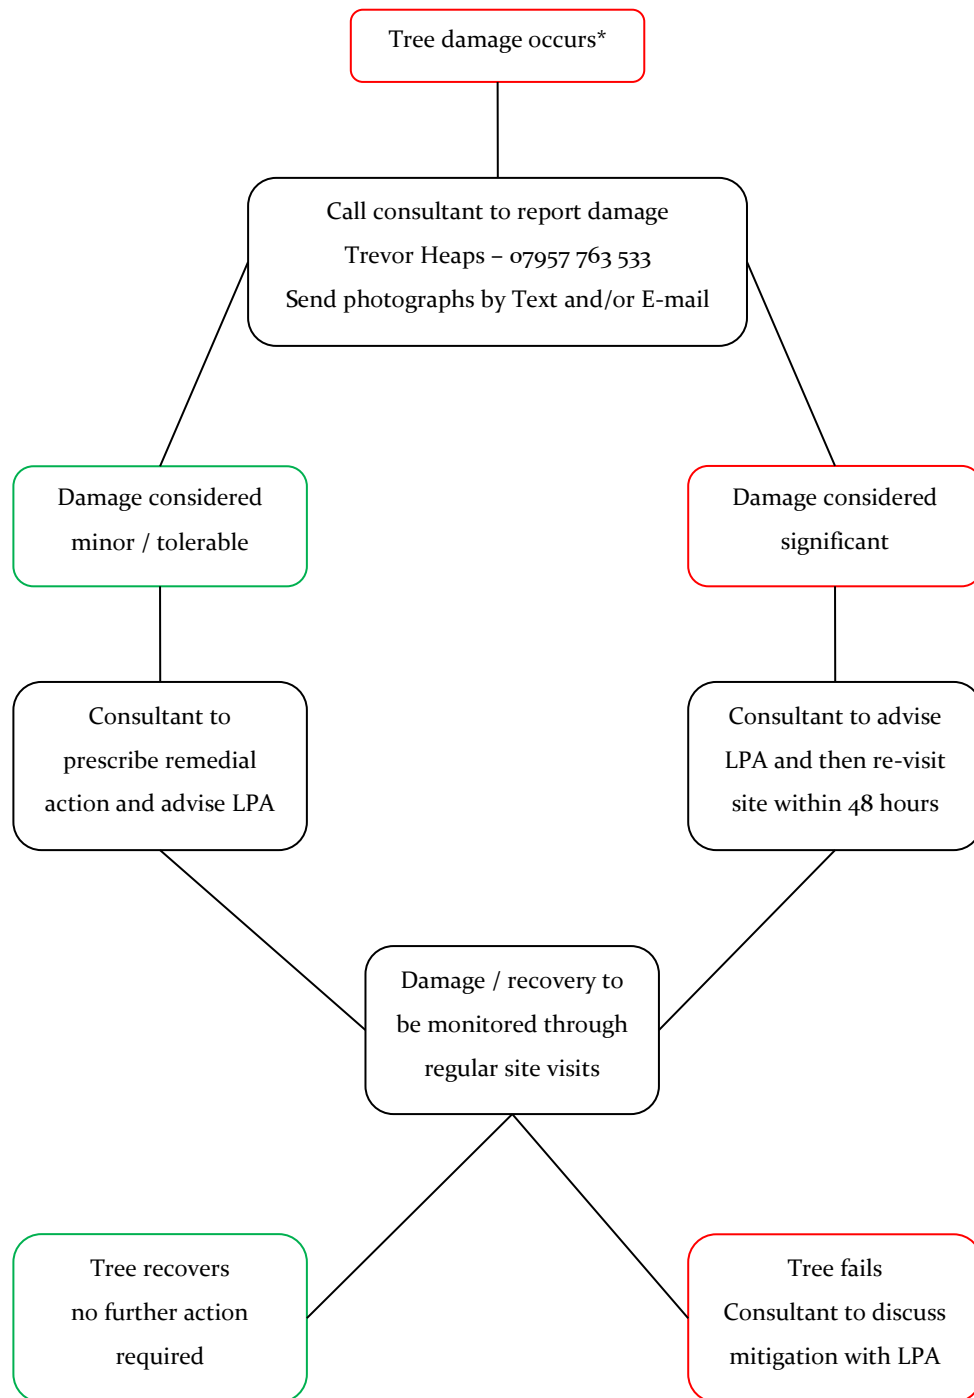 Tree damage occurs*
Call consultant to report damage
Trevor Heaps – 07957 763 533
Send photographs by Text and/or E-mail
Damage considered
minor / tolerable
Damage considered
significant
Consultant to
prescribe remedial
action and advise LPA
Consultant to advise
LPA and then re-visit
site within 48 hours
Damage / recovery to
be monitored through
regular site visits
Tree recovers
no further action
required
Tree fails
Consultant to discuss
mitigation with LPA